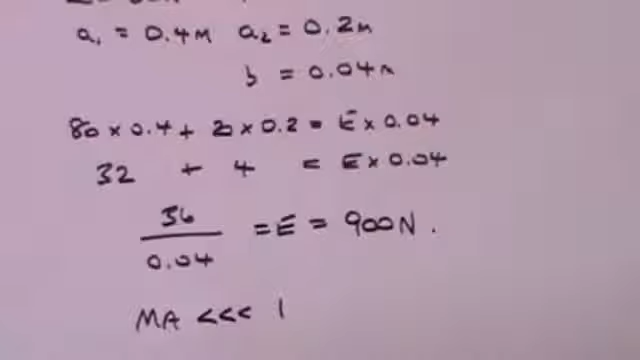 a₁ = 0.4M a₂ = 0.2M
b = 0.04M
80 x 0.4 + 20 x 0.2 = E x 0.04
32 + 4 = E x 0.04
36
0.04
= E = 900N.
MA <<< 1